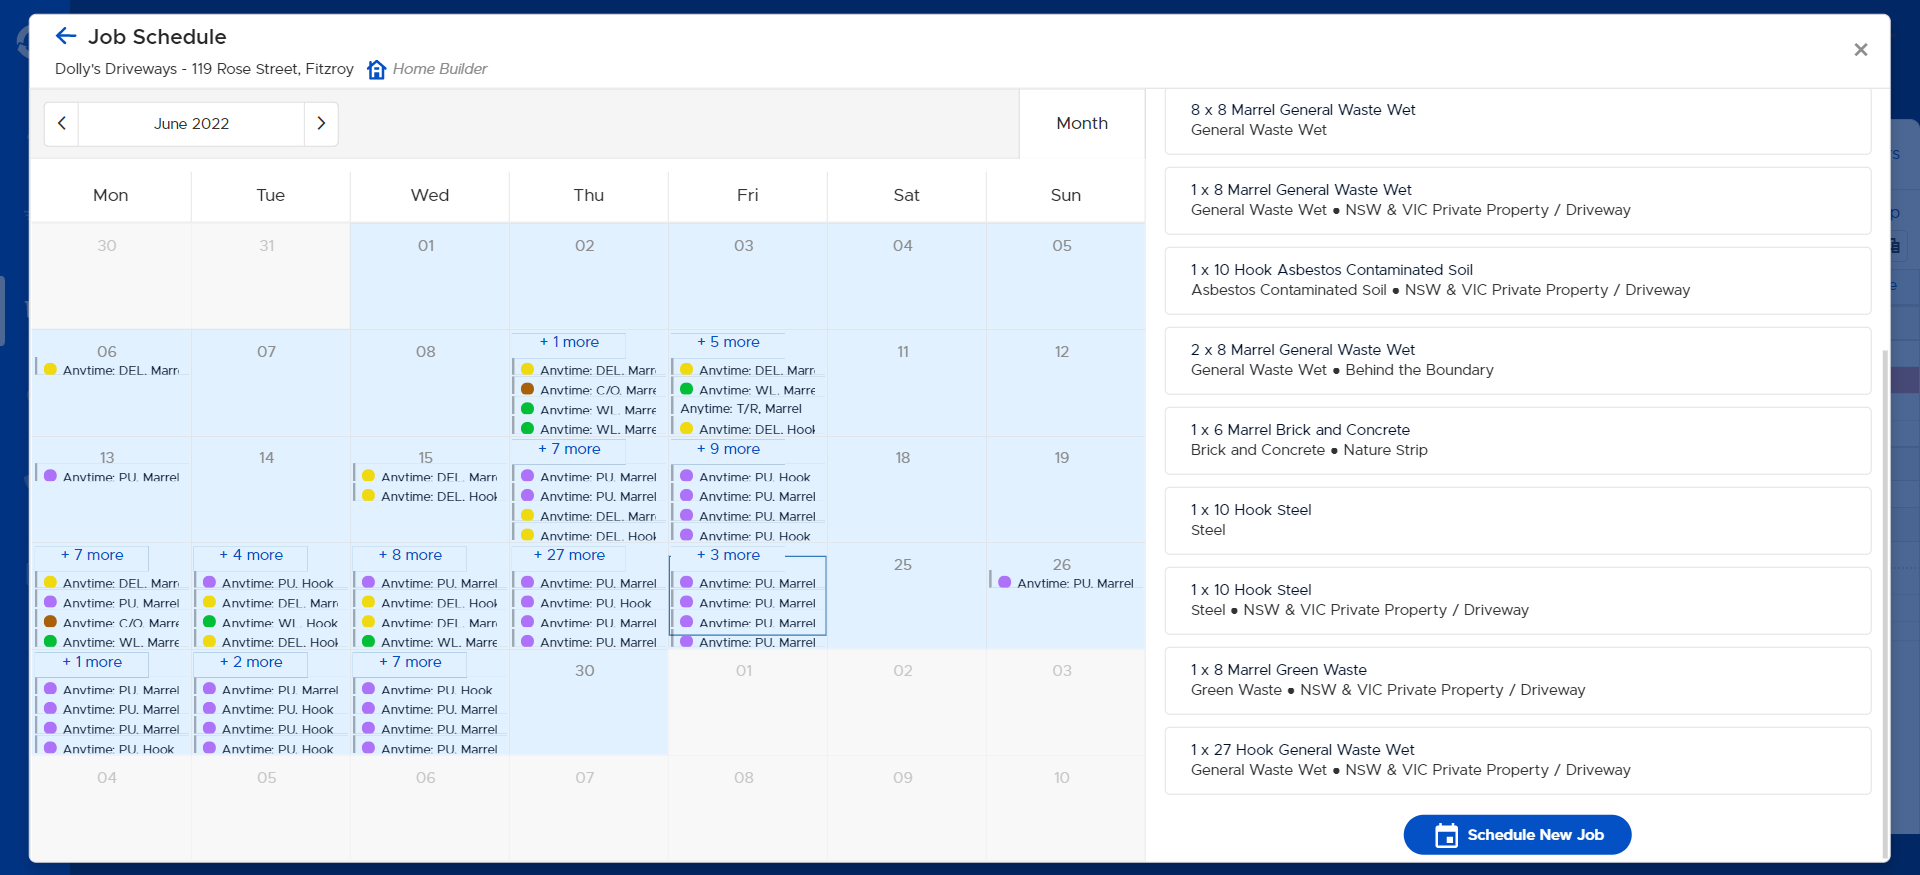 Job Schedule
Dolly's Driveways - 119 Rose Street, Fitzroy Home Builder
June 2022
Month
Mon Tue Wed Thu Fri Sat Sun
30 31 01 02 03 04 05
06
Anytime: DEL, Marr
07
08
+ 1 more
Anytime: DEL, Marr
Anytime: C/O, Marre
Anytime: WL, Marre
Anytime: WL, Marre
+ 5 more
Anytime: DEL, Marr
Anytime: WL, Marre
Anytime: T/R, Marrel
Anytime: DEL, Hook
11
12
13
Anytime: PU, Marrel
14
15
Anytime: DEL, Marr
Anytime: DEL, Hook
+ 7 more
Anytime: PU, Marrel
Anytime: PU, Marrel
Anytime: DEL, Marr
Anytime: DEL, Hook
+ 9 more
Anytime: PU, Hook
Anytime: PU, Marrel
Anytime: PU, Marrel
Anytime: PU, Hook
18
19
+ 7 more
Anytime: DEL, Marr
Anytime: PU, Marrel
Anytime: C/O, Marre
Anytime: WL, Marre
+ 4 more
Anytime: PU, Hook
Anytime: DEL, Marr
Anytime: WL, Hook
Anytime: DEL, Hook
+ 8 more
Anytime: PU, Marrel
Anytime: DEL, Hook
Anytime: DEL, Marr
Anytime: WL, Marre
+ 27 more
Anytime: PU, Marrel
Anytime: PU, Hook
Anytime: PU, Marrel
Anytime: PU, Marrel
+ 3 more
Anytime: PU, Marrel
Anytime: PU, Marrel
Anytime: PU, Marrel
Anytime: PU, Marrel
25
26
Anytime: PU, Marrel
+ 1 more
Anytime: PU, Marrel
Anytime: PU, Marrel
Anytime: PU, Marrel
Anytime: PU, Hook
+ 2 more
Anytime: PU, Marrel
Anytime: PU, Hook
Anytime: PU, Hook
Anytime: PU, Hook
+ 7 more
Anytime: PU, Hook
Anytime: PU, Marrel
Anytime: PU, Marrel
Anytime: PU, Marrel
30
01
02
03
04 05 06 07 08 09 10
8 x 8 Marrel General Waste Wet
General Waste Wet
1 x 8 Marrel General Waste Wet
General Waste Wet ● NSW & VIC Private Property / Driveway
1 x 10 Hook Asbestos Contaminated Soil
Asbestos Contaminated Soil ● NSW & VIC Private Property / Driveway
2 x 8 Marrel General Waste Wet
General Waste Wet ● Behind the Boundary
1 x 6 Marrel Brick and Concrete
Brick and Concrete ● Nature Strip
1 x 10 Hook Steel
Steel
1 x 10 Hook Steel
Steel ● NSW & VIC Private Property / Driveway
1 x 8 Marrel Green Waste
Green Waste ● NSW & VIC Private Property / Driveway
1 x 27 Hook General Waste Wet
General Waste Wet ● NSW & VIC Private Property / Driveway
Schedule New Job